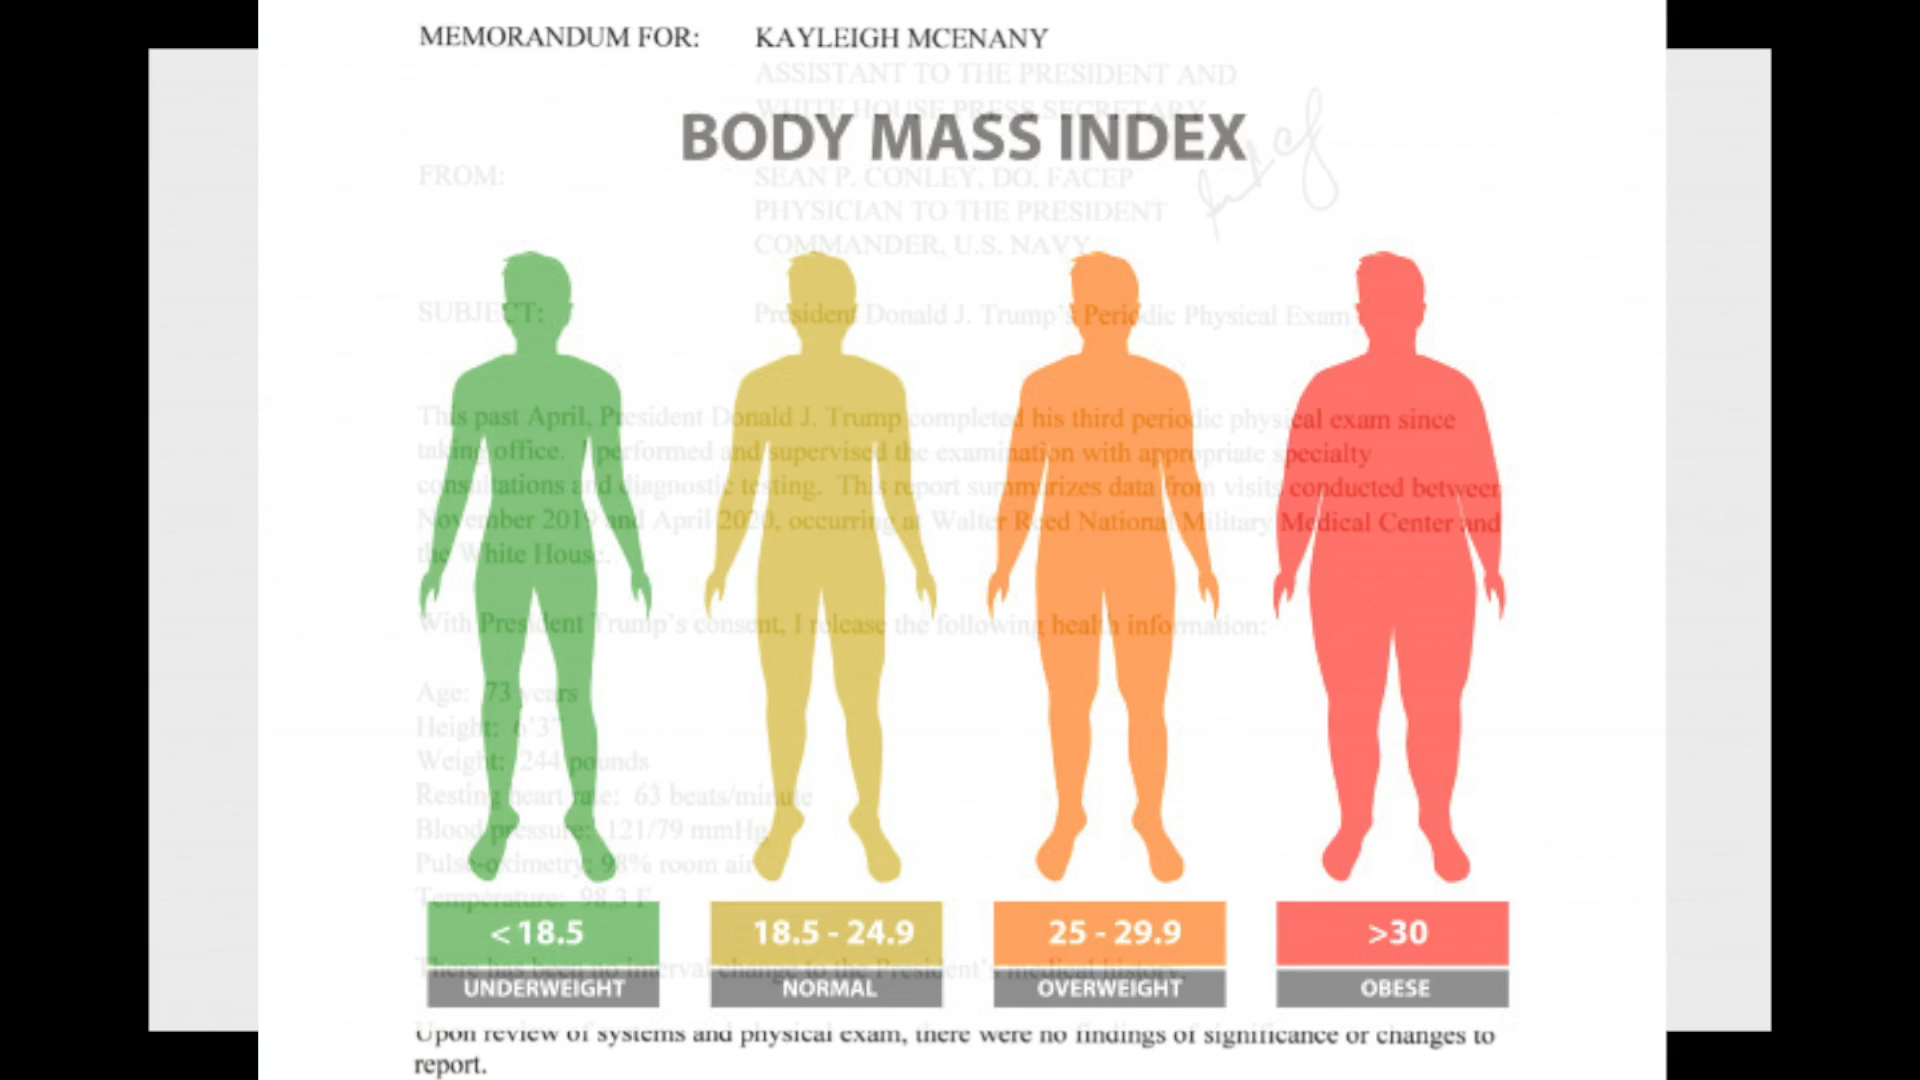 MEMORANDUM FOR: KAYLEIGH MCENANY
ASSISTANT TO THE PRESIDENT AND
WHITE HOUSE PRESS SECRETARY
BODY MASS INDEX
FROM: SEAN P. CONLEY, DO, FACEP
PHYSICIAN TO THE PRESIDENT
COMMANDER, U.S. NAVY
SUBJECT: President Donald J. Trump's Periodic Physical Exam
This past April, President Donald J. Trump completed his third periodic physical exam since
taking office. I performed and supervised the examination with appropriate specialty
consultations and diagnostic testing. This report summarizes data from visits conducted between
November 2019 and April 2020, occurring at Walter Reed National Military Medical Center and
the White House.
With President Trump's consent, I release the following health information:
Age: 73 years
Height: 6'3"
Weight: 244 pounds
Resting heart rate: 63 beats/minute
Blood pressure: 121/79 mmHg
Pulse-oximetry: 98% room air
Temperature: 98.3 F
< 18.5 18.5 - 24.9 25 - 29.9 >30
There has been no interval change to the President's medical history.
UNDERWEIGHT NORMAL OVERWEIGHT OBESE
Upon review of systems and physical exam, there were no findings of significance or changes to
report.